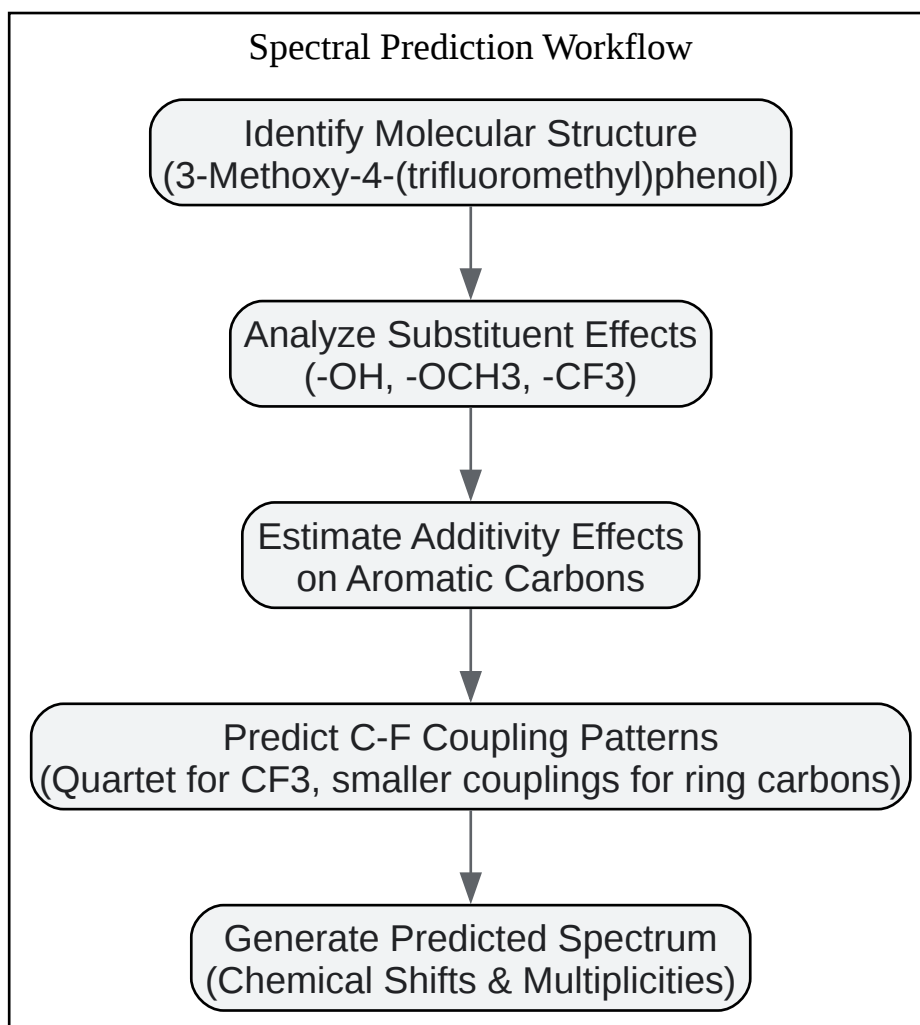 Spectral Prediction Workflow
Identify Molecular Structure
(3-Methoxy-4-(trifluoromethyl)phenol)
Analyze Substituent Effects
(-OH, -OCH3, -CF3)
Estimate Additivity Effects
on Aromatic Carbons
Predict C-F Coupling Patterns
(Quartet for CF3, smaller couplings for ring carbons)
Generate Predicted Spectrum
(Chemical Shifts & Multiplicities)